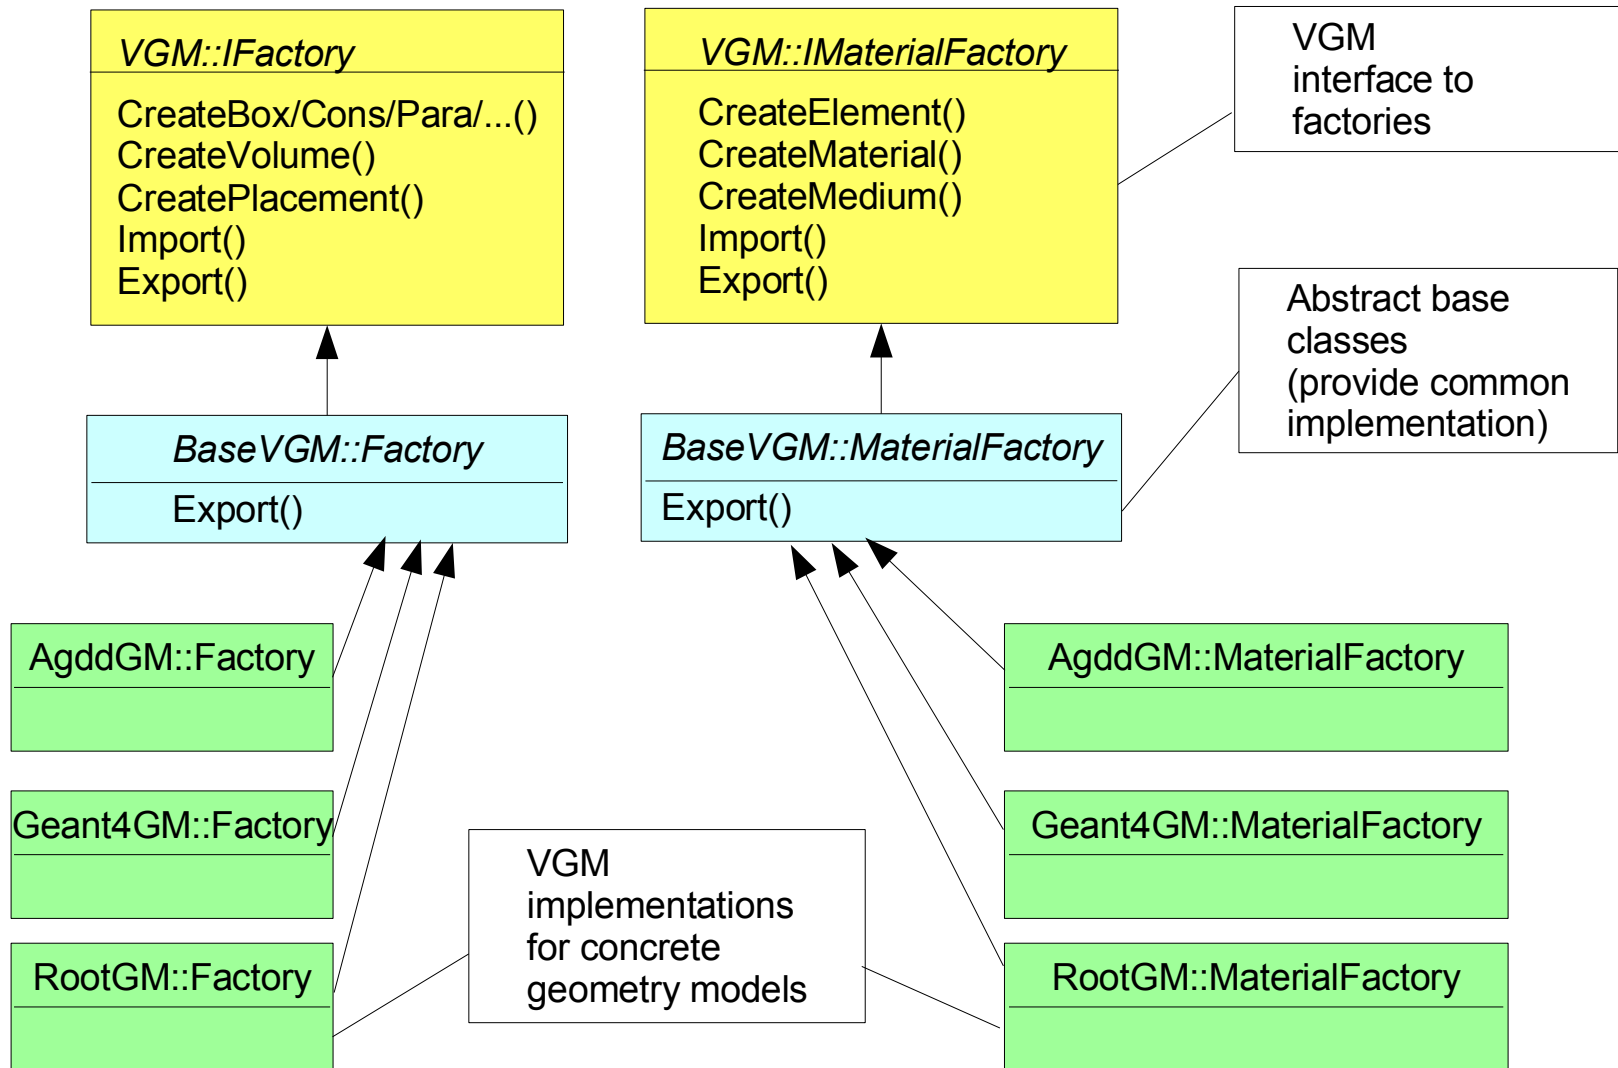 VGM::IFactory
CreateBox/Cons/Para/...()
CreateVolume()
CreatePlacement()
Import()
Export()
VGM::IMaterialFactory
CreateElement()
CreateMaterial()
CreateMedium()
Import()
Export()
VGM
interface to
factories
Abstract base
classes
(provide common
implementation)
BaseVGM::Factory
Export()
BaseVGM::MaterialFactory
Export()
AgddGM::Factory
AgddGM::MaterialFactory
Geant4GM::Factory
Geant4GM::MaterialFactory
VGM
implementations
for concrete
geometry models
RootGM::Factory
RootGM::MaterialFactory